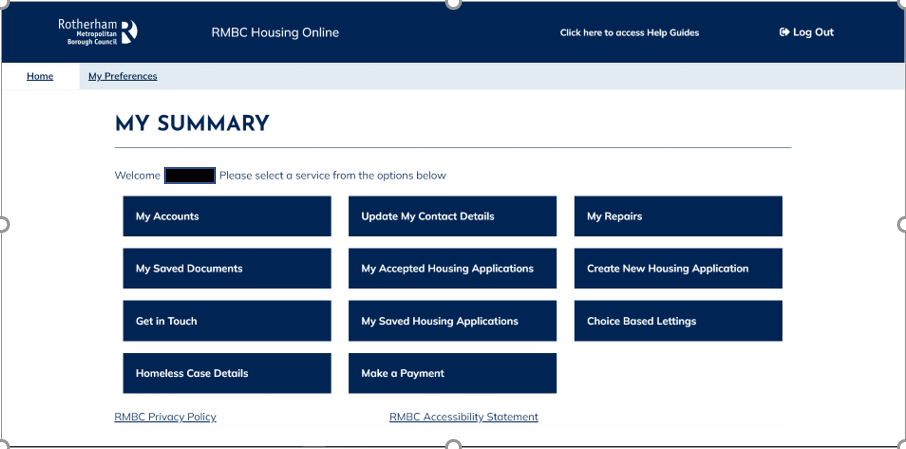 Rotherham
Metropolitan
Borough Council
RMBC Housing Online
Click here to access Help Guides
Log Out
Home
My Preferences
MY SUMMARY
Welcome
Please select a service from the options below
My Accounts
Update My Contact Details
My Repairs
My Saved Documents
My Accepted Housing Applications
Create New Housing Application
Get in Touch
My Saved Housing Applications
Choice Based Lettings
Homeless Case Details
Make a Payment
RMBC Privacy Policy
RMBC Accessibility Statement